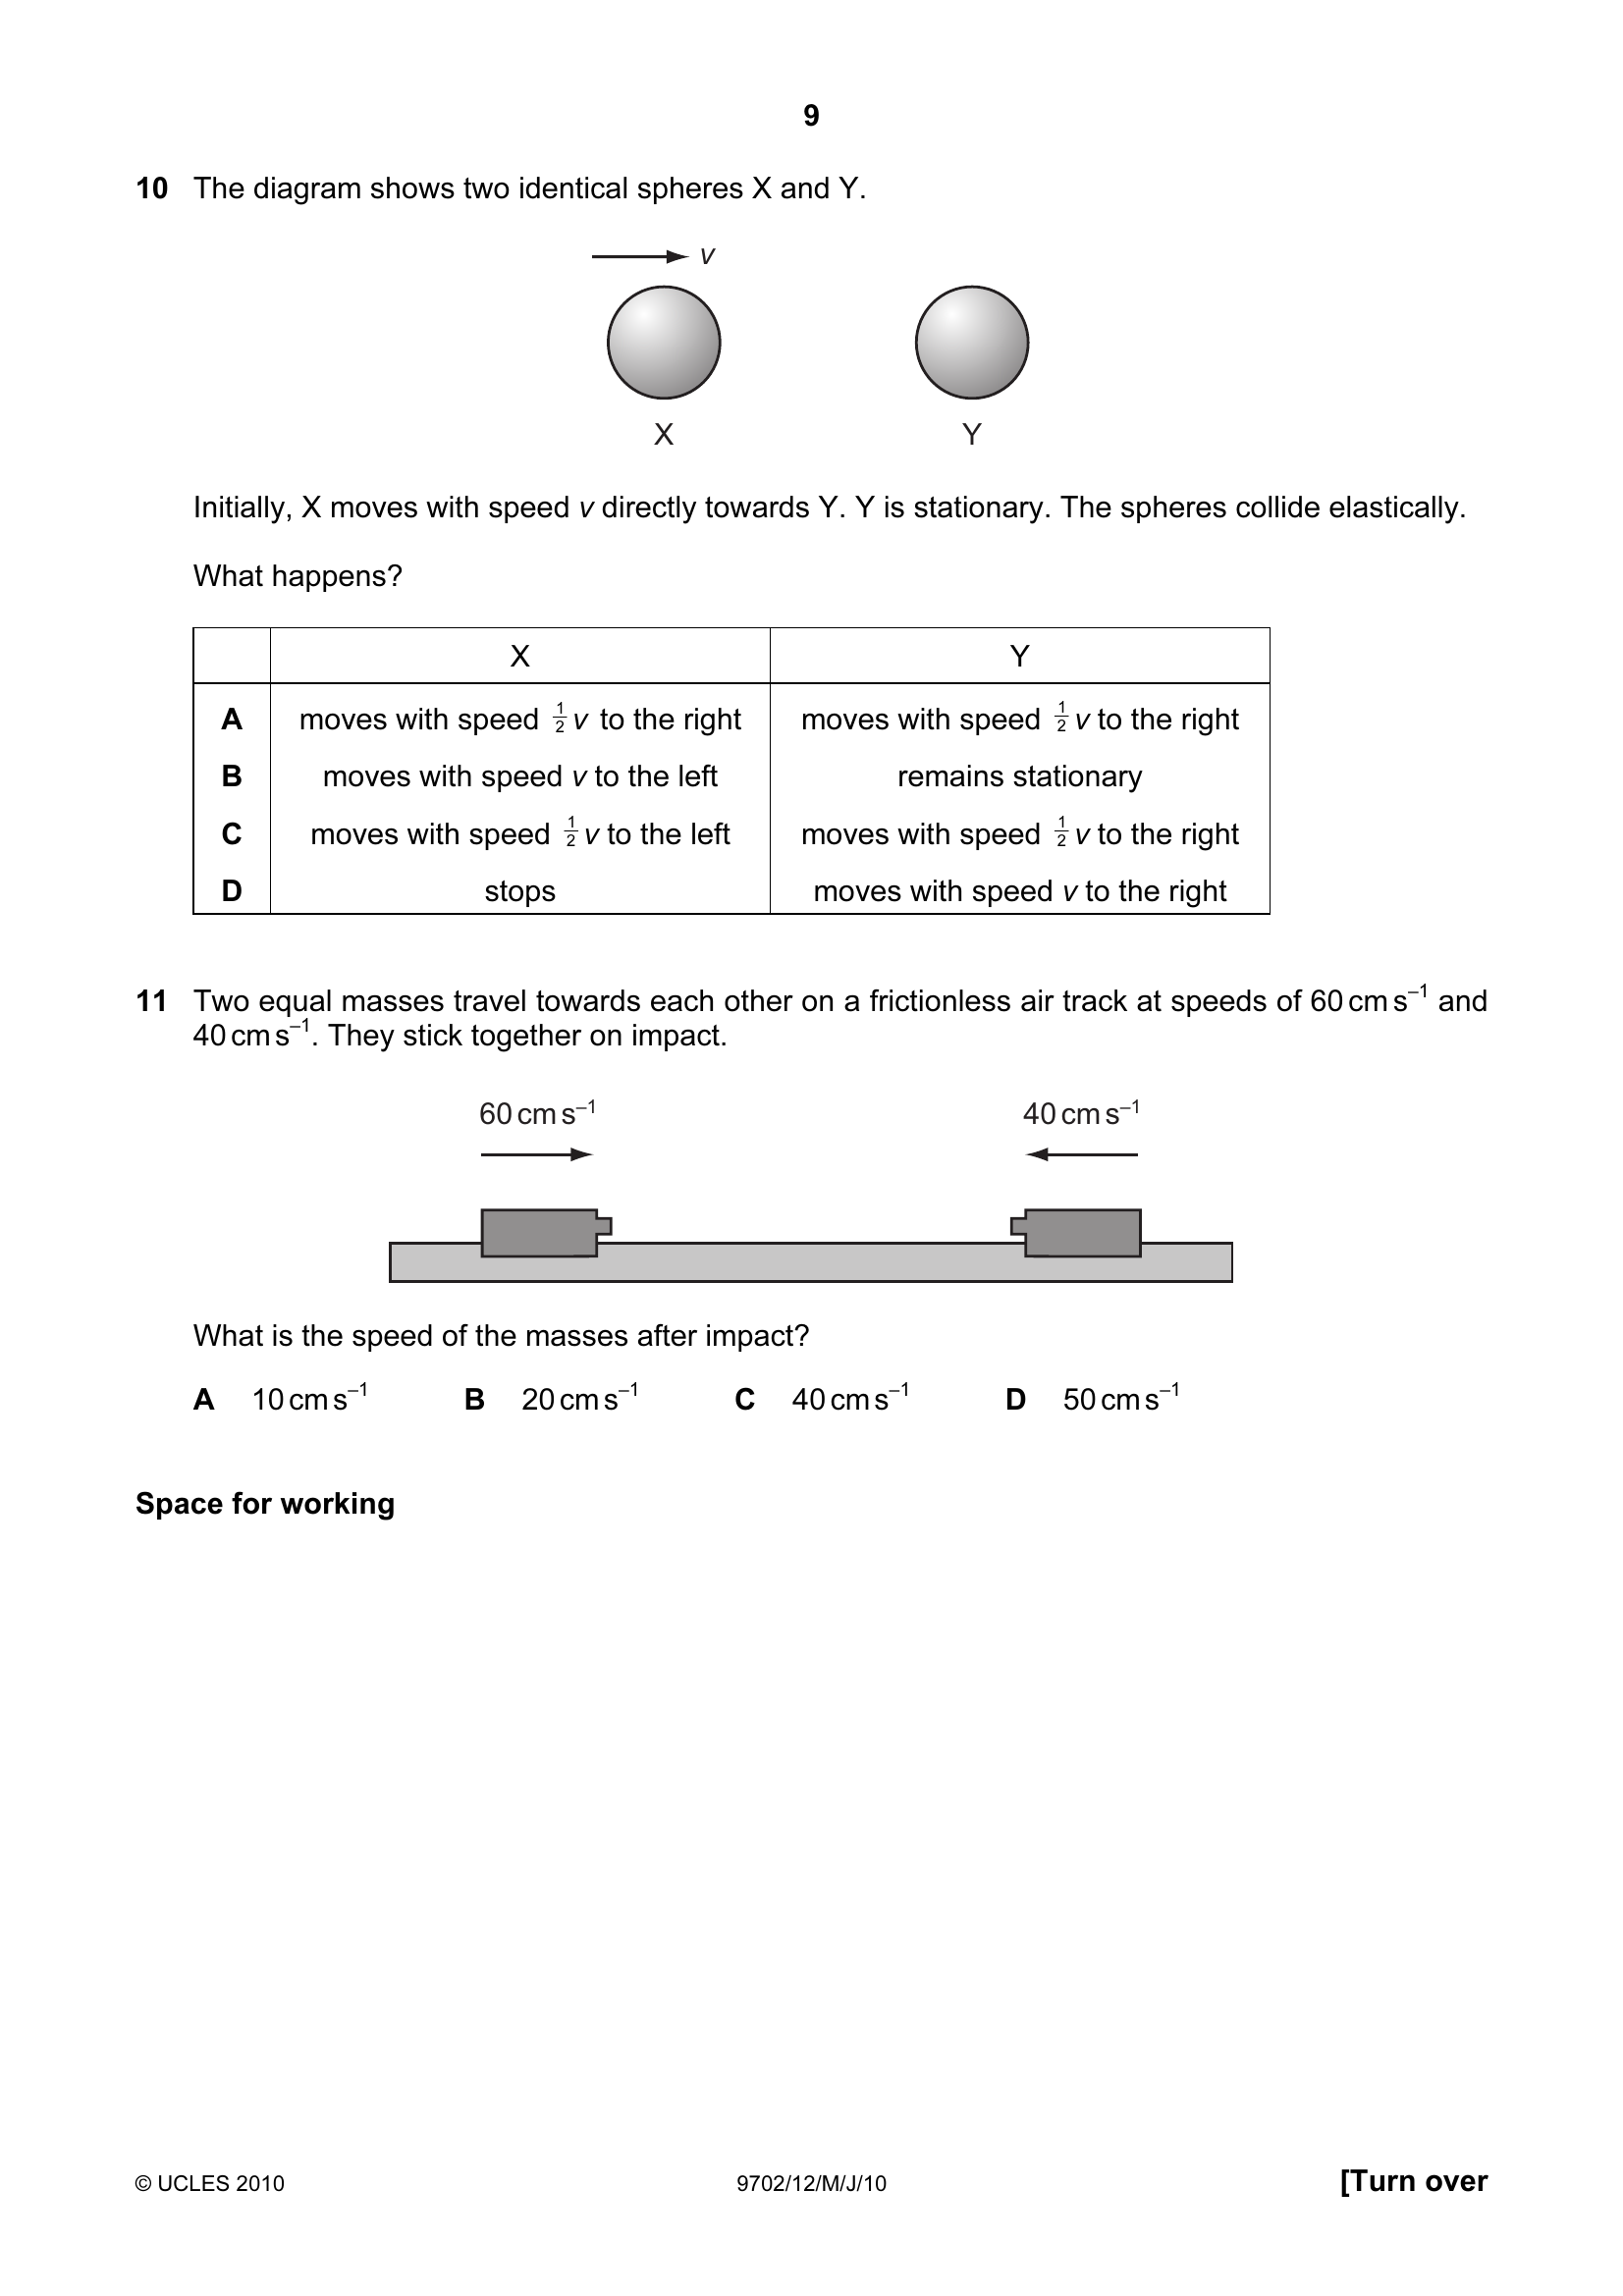 9
10 The diagram shows two identical spheres X and Y.
v
X Y
Initially, X moves with speed v directly towards Y. Y is stationary. The spheres collide elastically.
What happens?
X Y
A moves with speed ½ v to the right moves with speed ½ v to the right
B moves with speed v to the left remains stationary
C moves with speed ½ v to the left moves with speed ½ v to the right
D stops moves with speed v to the right
11 Two equal masses travel towards each other on a frictionless air track at speeds of 60 cm s⁻¹ and
40 cm s⁻¹. They stick together on impact.
60 cm s⁻¹ 40 cm s⁻¹
What is the speed of the masses after impact?
A 10 cm s⁻¹ B 20 cm s⁻¹ C 40 cm s⁻¹ D 50 cm s⁻¹
Space for working
© UCLES 2010 9702/12/M/J/10 [Turn over